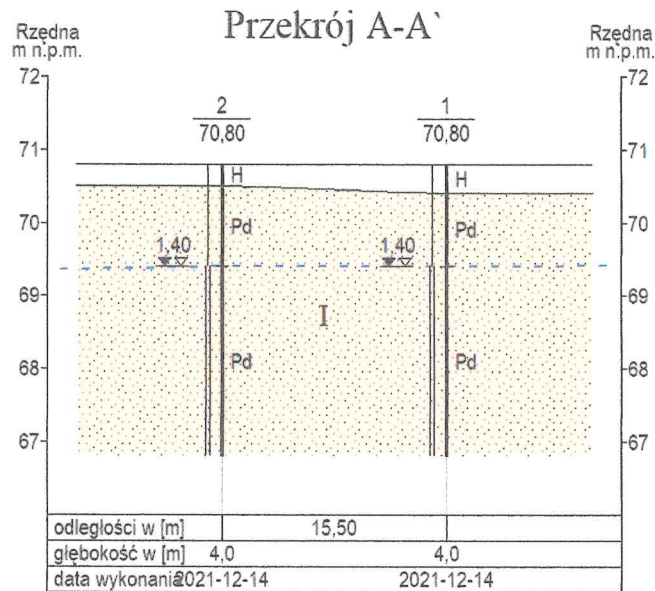 Przekrój A-A`
Rzędna
m n.p.m.
Rzędna
m n.p.m.
72
72
2
70,80
1
70,80
71
71
H
H
70
Pd
Pd
70
1,40
1,40
69
69
I
68
Pd
Pd
68
67
67
odległości w [m] 15,50
głębokość w [m] 4,0 4,0
data wykonania 2021-12-14 2021-12-14